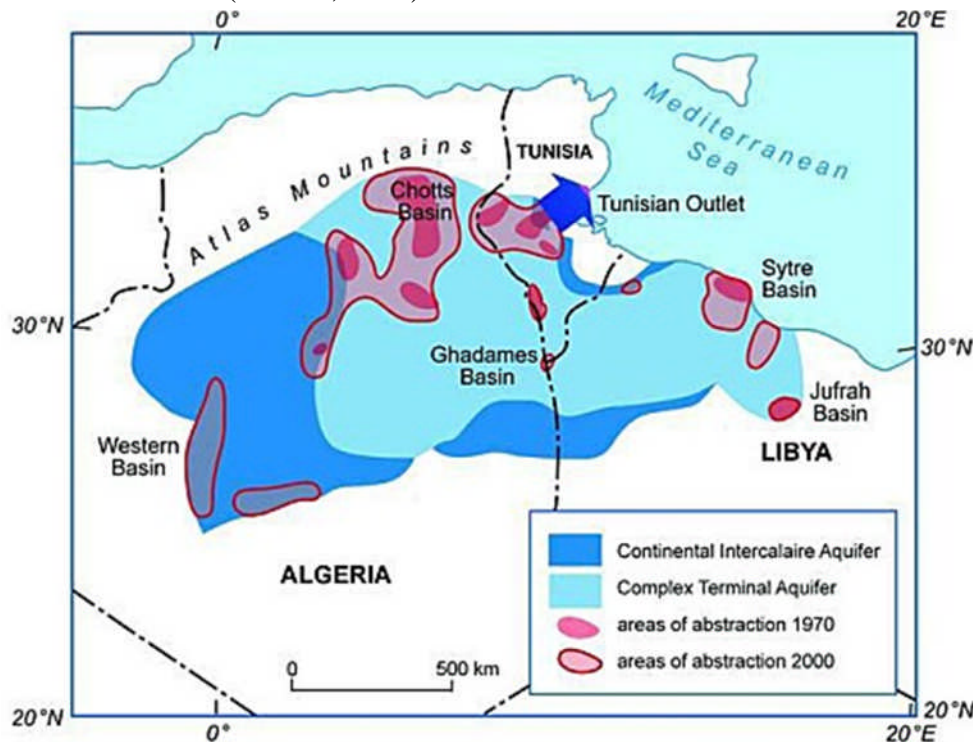 0°
20°E
Mediterranean
Sea
Atlas Mountains
TUNISIA
Chotts
Basin
Tunisian Outlet
Sytre
Basin
30°N
30°N
Ghadames
Basin
Jufrah
Basin
Western
Basin
LIBYA
ALGERIA
Continental Intercalaire Aquifer
Complex Terminal Aquifer
areas of abstraction 1970
areas of abstraction 2000
0 500 km
20°N
20°N
0°
20°E